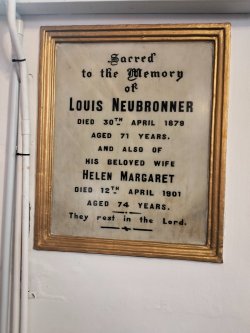 Sacred
to the Memory
of
LOUIS NEUBRONNER
DIED 30TH APRIL 1879
AGED 71 YEARS.
AND ALSO OF
HIS BELOVED WIFE
HELEN MARGARET
DIED 12TH APRIL 1901
AGED 74 YEARS.
They rest in the Lord.